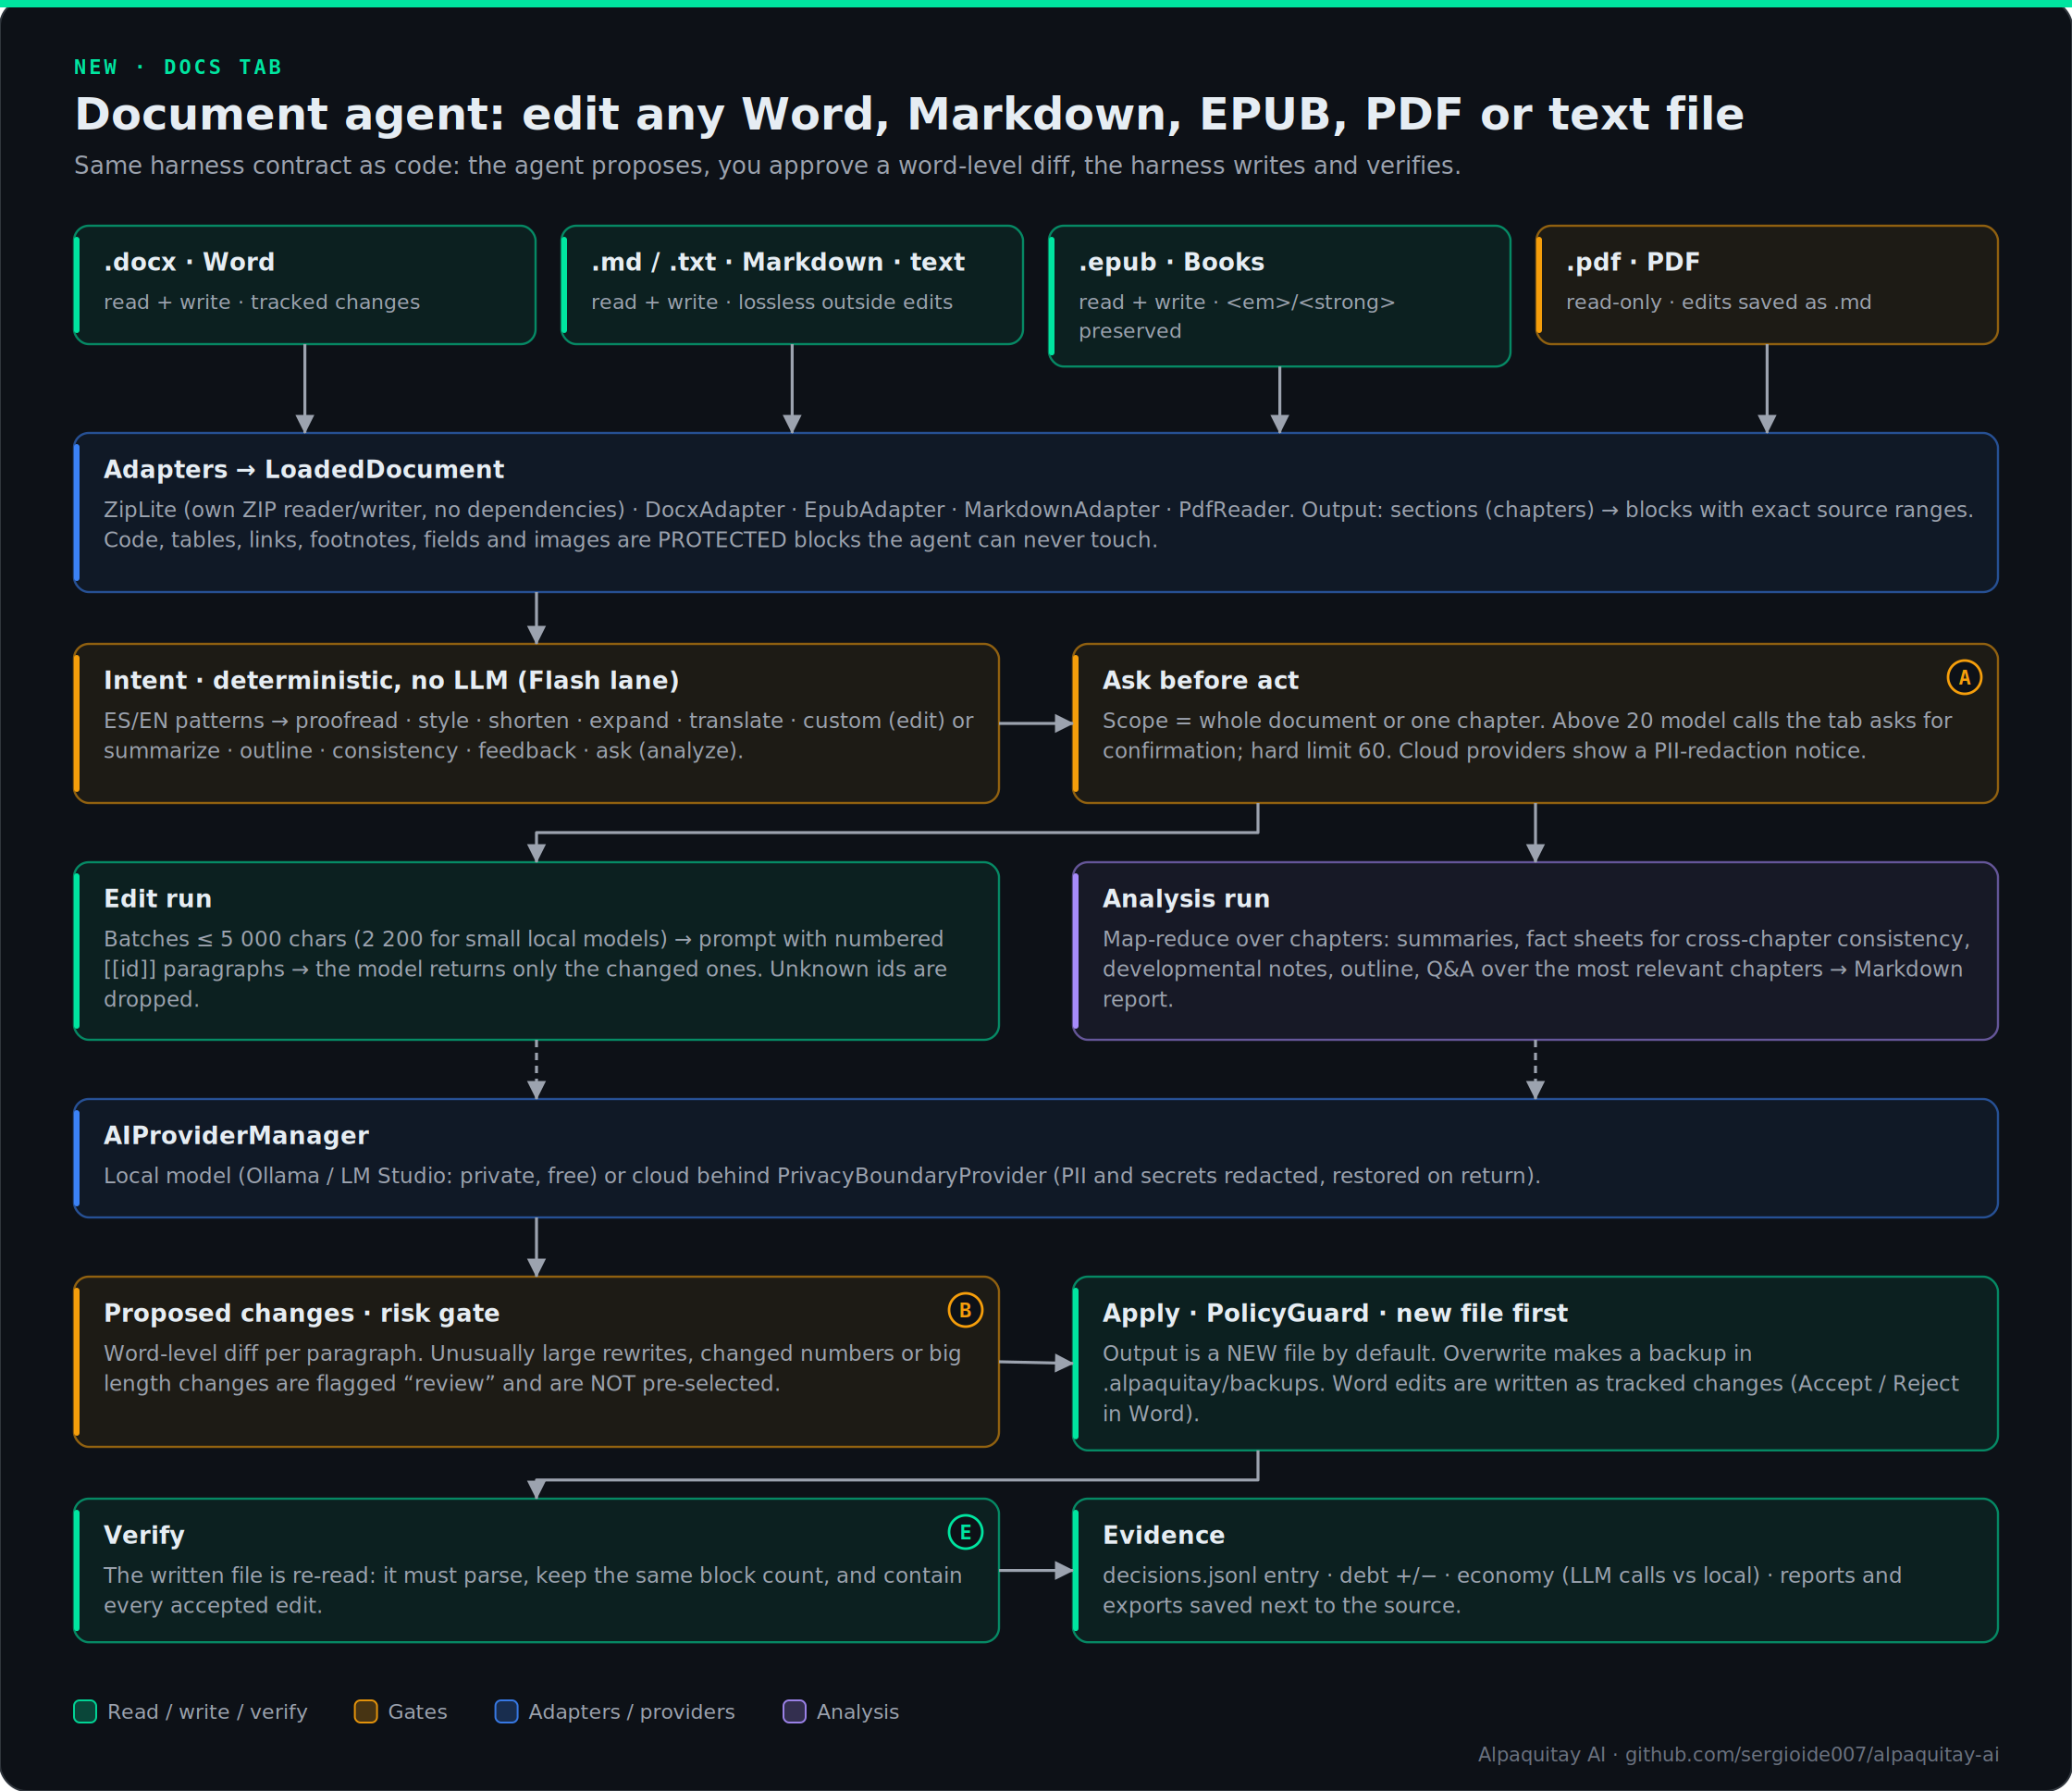 NEW · DOCS TAB
Document agent: edit any Word, Markdown, EPUB, PDF or text file
Same harness contract as code: the agent proposes, you approve a word-level diff, the harness writes and verifies.
.docx · Word
read + write · tracked changes
.md / .txt · Markdown · text
read + write · lossless outside edits
.epub · Books
read + write · <em>/<strong>
preserved
.pdf · PDF
read-only · edits saved as .md
Adapters → LoadedDocument
ZipLite (own ZIP reader/writer, no dependencies) · DocxAdapter · EpubAdapter · MarkdownAdapter · PdfReader. Output: sections (chapters) → blocks with exact source ranges.
Code, tables, links, footnotes, fields and images are PROTECTED blocks the agent can never touch.
Intent · deterministic, no LLM (Flash lane)
ES/EN patterns → proofread · style · shorten · expand · translate · custom (edit) or
summarize · outline · consistency · feedback · ask (analyze).
Ask before act
A
Scope = whole document or one chapter. Above 20 model calls the tab asks for
confirmation; hard limit 60. Cloud providers show a PII-redaction notice.
Edit run
Batches ≤ 5 000 chars (2 200 for small local models) → prompt with numbered
[[id]] paragraphs → the model returns only the changed ones. Unknown ids are
dropped.
Analysis run
Map-reduce over chapters: summaries, fact sheets for cross-chapter consistency,
developmental notes, outline, Q&A over the most relevant chapters → Markdown
report.
AIProviderManager
Local model (Ollama / LM Studio: private, free) or cloud behind PrivacyBoundaryProvider (PII and secrets redacted, restored on return).
Proposed changes · risk gate
B
Word-level diff per paragraph. Unusually large rewrites, changed numbers or big
length changes are flagged “review” and are NOT pre-selected.
Apply · PolicyGuard · new file first
Output is a NEW file by default. Overwrite makes a backup in
.alpaquitay/backups. Word edits are written as tracked changes (Accept / Reject
in Word).
Verify
E
The written file is re-read: it must parse, keep the same block count, and contain
every accepted edit.
Evidence
decisions.jsonl entry · debt +/− · economy (LLM calls vs local) · reports and
exports saved next to the source.
Read / write / verify
Gates
Adapters / providers
Analysis
Alpaquitay AI · github.com/sergioide007/alpaquitay-ai